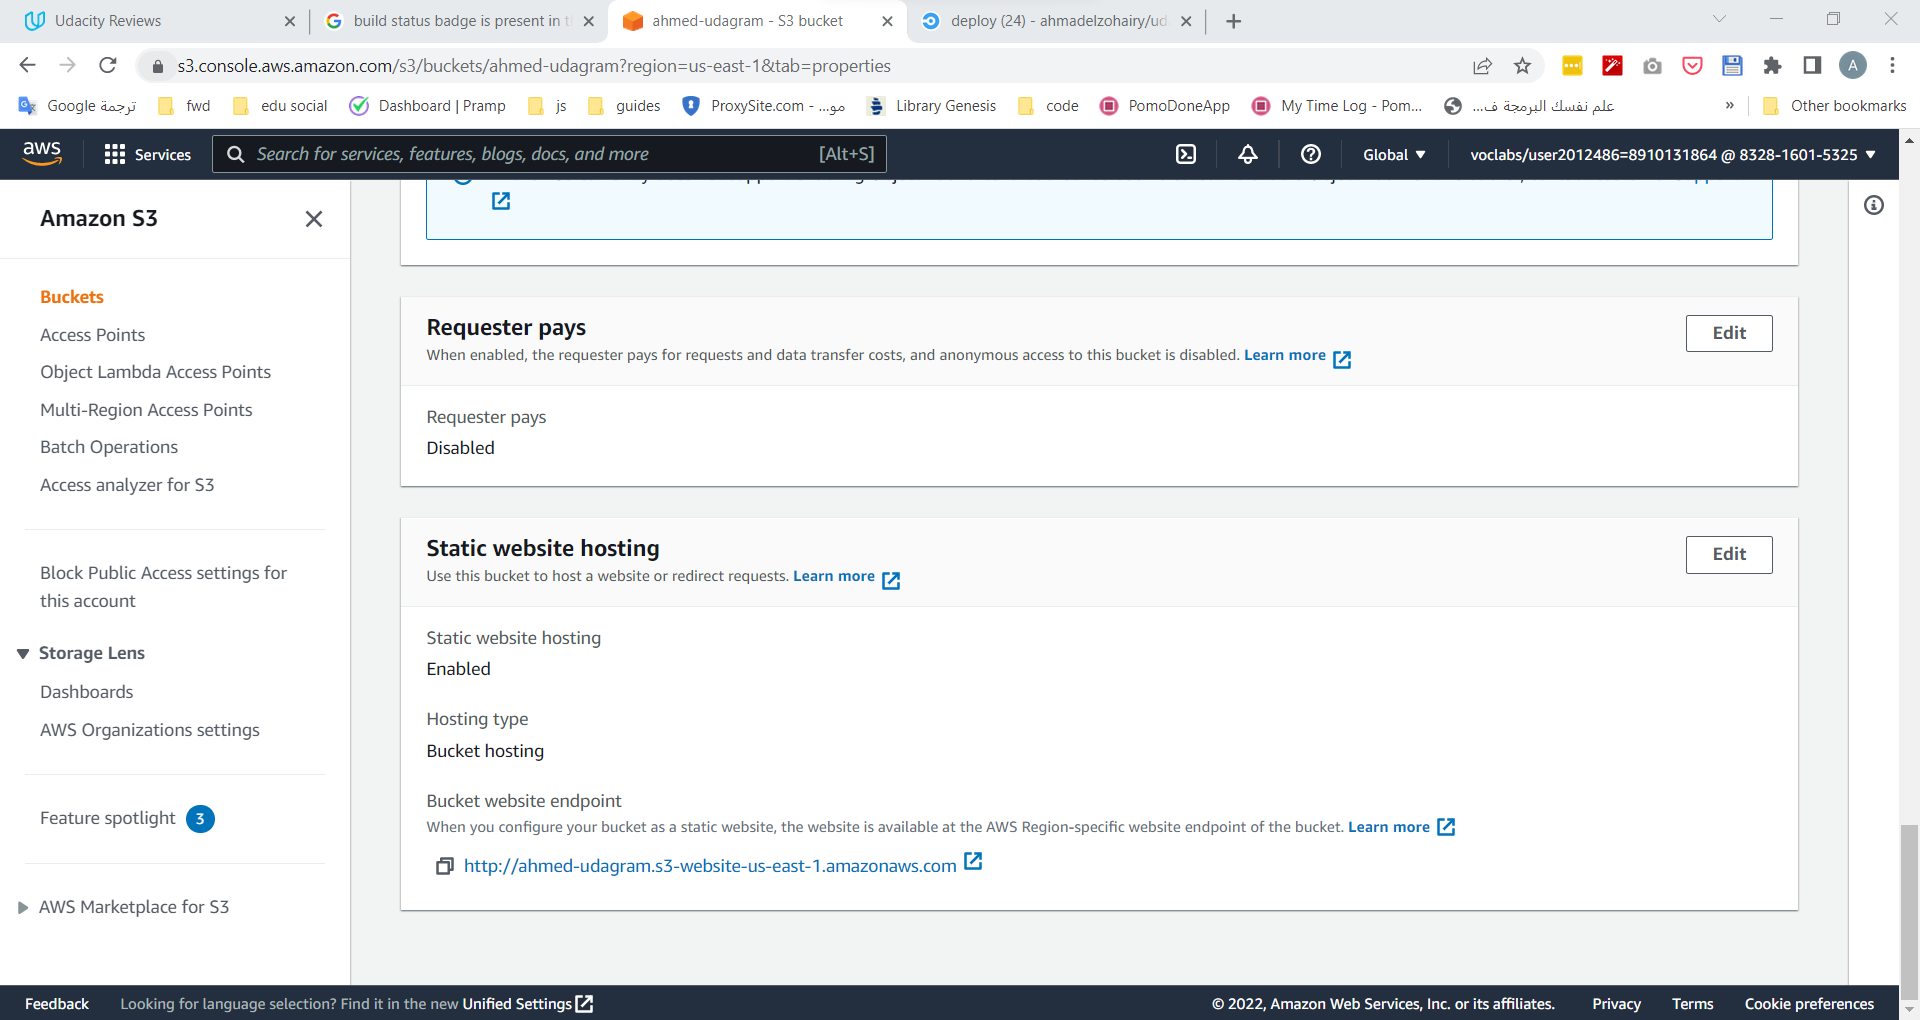 Udacity Reviews
build status badge is present in t
ahmed-udagram - S3 bucket
deploy (24) - ahmadelzohairy/ud
s3.console.aws.amazon.com/s3/buckets/ahmed-udagram?region=us-east-1&tab=properties
A
Google ترجمة
fwd
edu social
Dashboard | Pramp
js
guides
ProxySite.com - ...مو
Library Genesis
code
PomoDoneApp
My Time Log - Pom...
علم نفسك البرمجة ف...
»
Other bookmarks
aws
Services
Search for services, features, blogs, docs, and more
[Alt+S]
Global
voclabs/user2012486=8910131864 @ 8328-1601-5325
Amazon S3
Buckets
Access Points
Object Lambda Access Points
Multi-Region Access Points
Batch Operations
Access analyzer for S3
Block Public Access settings for
this account
Storage Lens
Dashboards
AWS Organizations settings
Feature spotlight 3
AWS Marketplace for S3
Requester pays
Edit
When enabled, the requester pays for requests and data transfer costs, and anonymous access to this bucket is disabled. Learn more
Requester pays
Disabled
Static website hosting
Edit
Use this bucket to host a website or redirect requests. Learn more
Static website hosting
Enabled
Hosting type
Bucket hosting
Bucket website endpoint
When you configure your bucket as a static website, the website is available at the AWS Region-specific website endpoint of the bucket. Learn more
http://ahmed-udagram.s3-website-us-east-1.amazonaws.com
Feedback
Looking for language selection? Find it in the new Unified Settings
© 2022, Amazon Web Services, Inc. or its affiliates.
Privacy
Terms
Cookie preferences